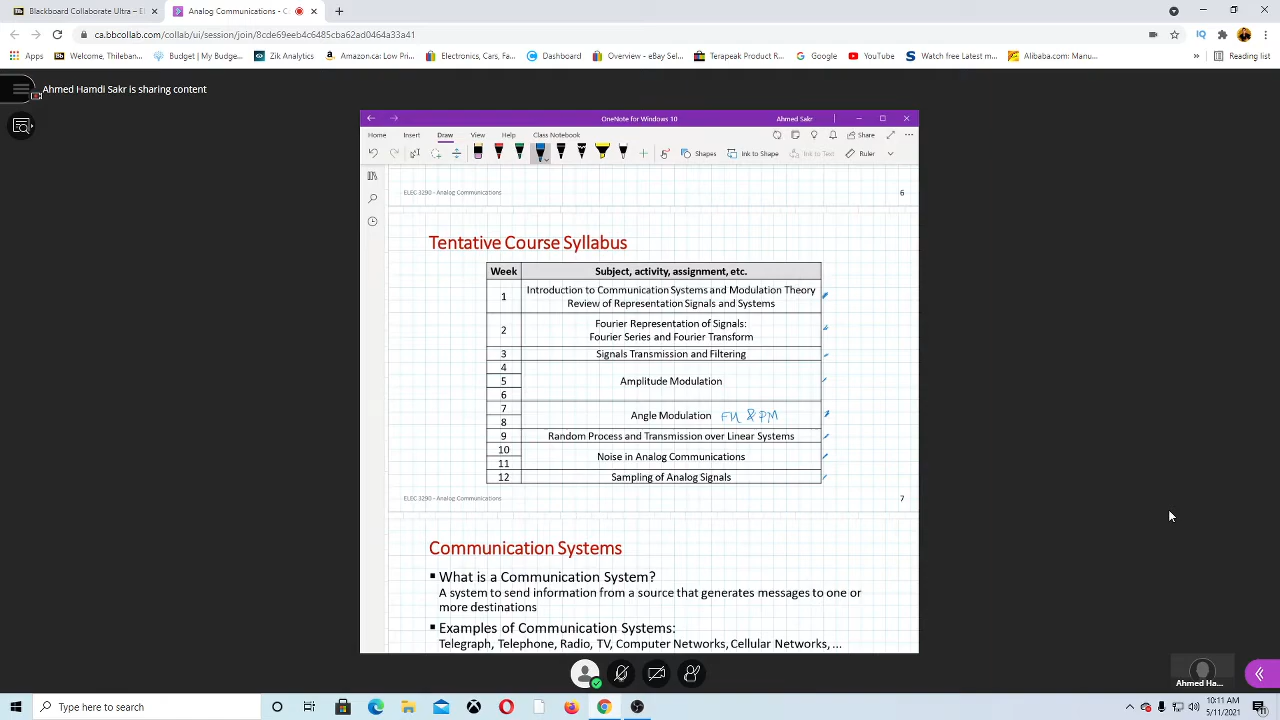 Blackboard Collaborate Ultra – El
Analog Communications -
ca.bbcollab.com/collab/ui/session/join/8cde69eeb4c6485cba62ad0464a33a41
Welcome, Thileban...
Budget • (My Budge...
Zik Analytics
Amazon.ca: Low Pri...
Electronics, Cars, Fa...
Dashboard
Overview - eBay Sel...
Terapeak Product R...
Google
YouTube
Watch free Latest m...
Alibaba.com Manu...
»
Reading list
Ahmed Hamdi Sakr is sharing content
OneNote for Windows 10
Ahmed Sakr
Home
Insert
Draw
View
Help
Class Notebook
Share
Shapes
Ink to Shape
Ink to Text
Ruler
ELEC 3290 - Analog Communications
6
Tentative Course Syllabus
Week Subject, activity, assignment, etc.
1 Introduction to Communication Systems and Modulation Theory
Review of Representation Signals and Systems
2 Fourier Representation of Signals:
Fourier Series and Fourier Transform
3 Signals Transmission and Filtering
4
5 Amplitude Modulation
6
7
Angle Modulation FM & PM
8
9 Random Process and Transmission over Linear Systems
10
Noise in Analog Communications
11
12 Sampling of Analog Signals
ELEC 3290 - Analog Communications
7
Communication Systems
▪ What is a Communication System?
A system to send information from a source that generates messages to one or
more destinations
▪ Examples of Communication Systems:
Telegraph, Telephone, Radio, TV, Computer Networks, Cellular Networks, ...
Ahmed Ha...
Type here to search
10:11 AM
5/11/2021